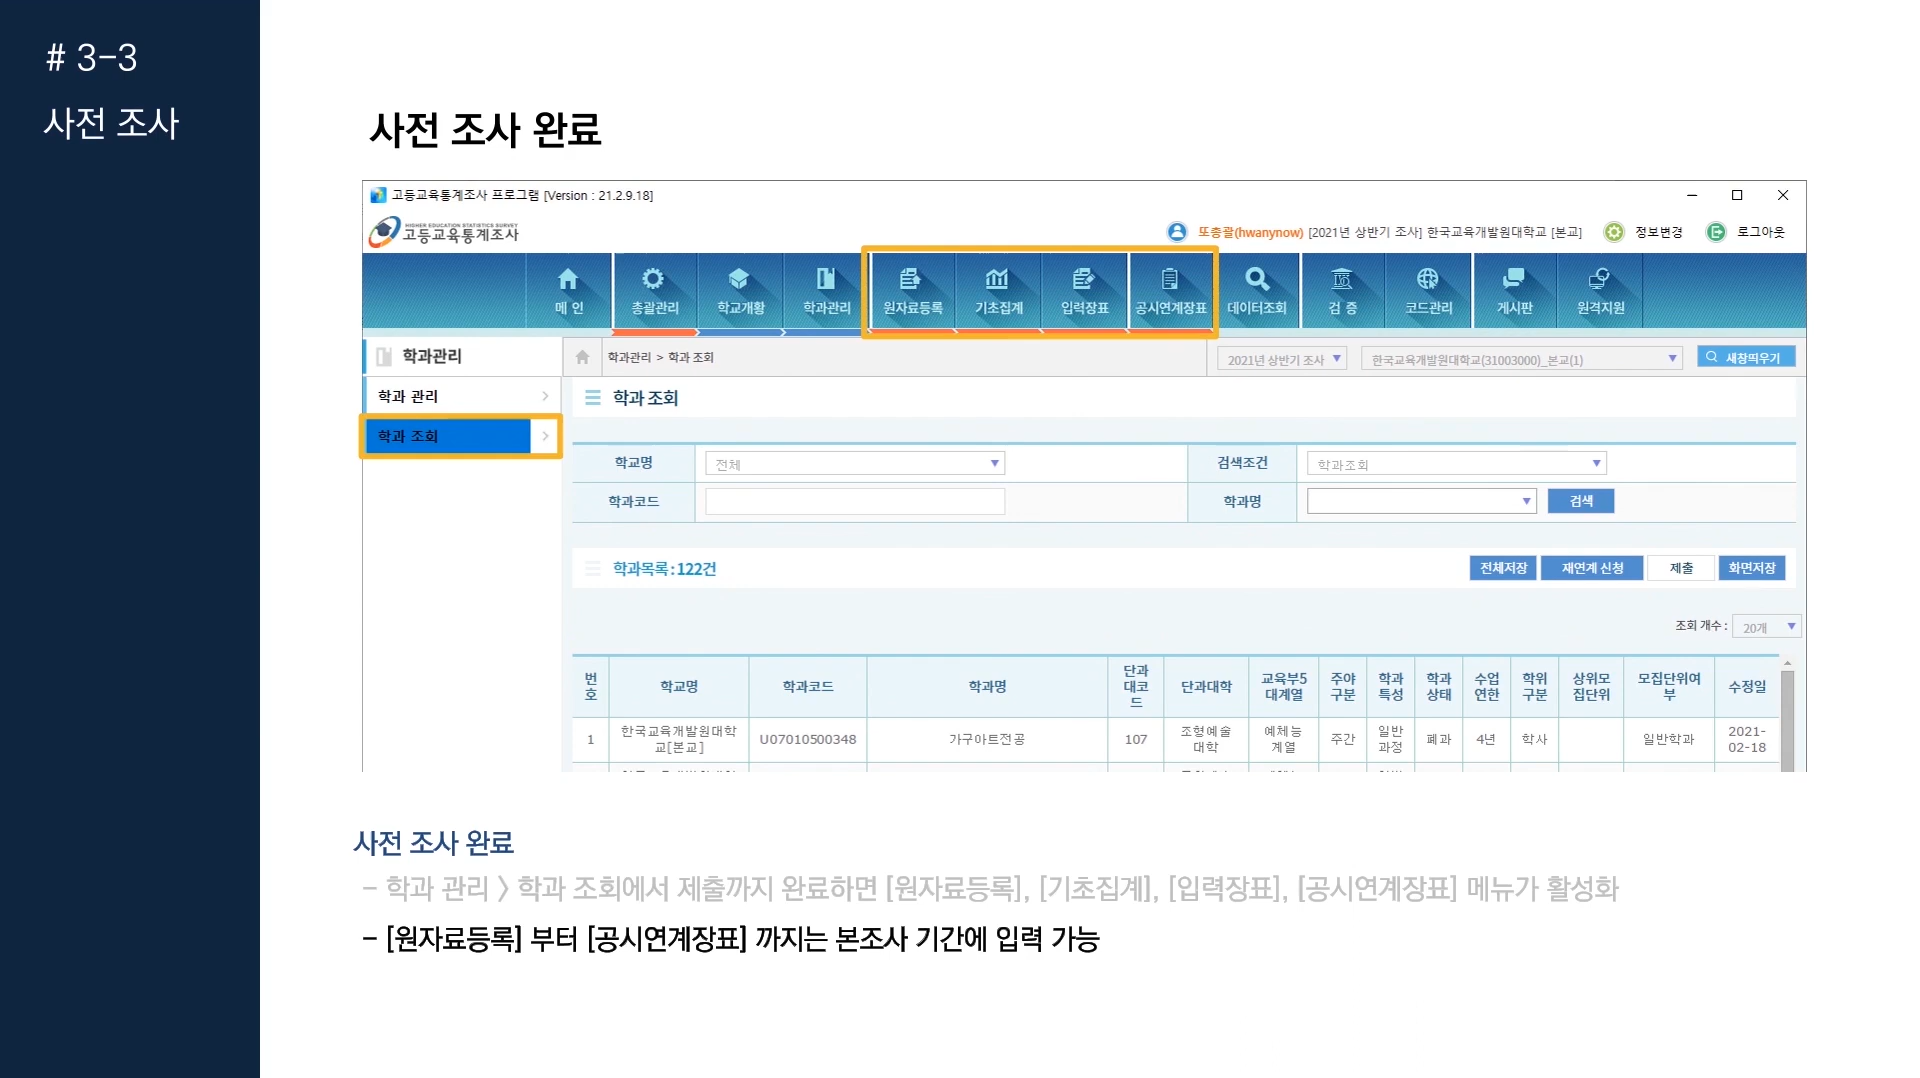 # 3-3
사전 조사
사전 조사 완료
고등교육통계조사 프로그램 [Version : 21.2.9.18]
HIGHER EDUCATION STATISTICS SURVEY
고등교육통계조사
또총괄(hwanynow) [2021년 상반기 조사] 한국교육개발원대학교 [본교] 정보변경 로그아웃
메 인 총괄관리 학교개황 학과관리 원자료등록 기초집계 입력장표 공시연계장표 데이터조회 검 증 코드관리 게시판 원격지원
학과관리
학과관리 > 학과 조회 2021년 상반기 조사 한국교육개발원대학교(31003000)_본교(1) 새창띄우기
학과 관리
학과 조회
학과 조회
학교명 전체 검색조건 학과조회
학과코드 학과명 검색
학과목록 : 122건 전체저장 재연계 신청 제출 화면저장
조회 개수 : 20개
번호 학교명 학과코드 학과명 단과대코드 단과대학 교육부5대계열 주야구분 학과특성 학과상태 수업연한 학위구분 상위모집단위 모집단위여부 수정일
1 한국교육개발원대학교[본교] U07010500348 가구아트전공 107 조형예술대학 예체능계열 주간 일반과정 폐과 4년 학사 일반학과 2021-02-18
사전 조사 완료
- 학과 관리 > 학과 조회에서 제출까지 완료하면 [원자료등록], [기초집계], [입력장표], [공시연계장표] 메뉴가 활성화
- [원자료등록] 부터 [공시연계장표] 까지는 본조사 기간에 입력 가능